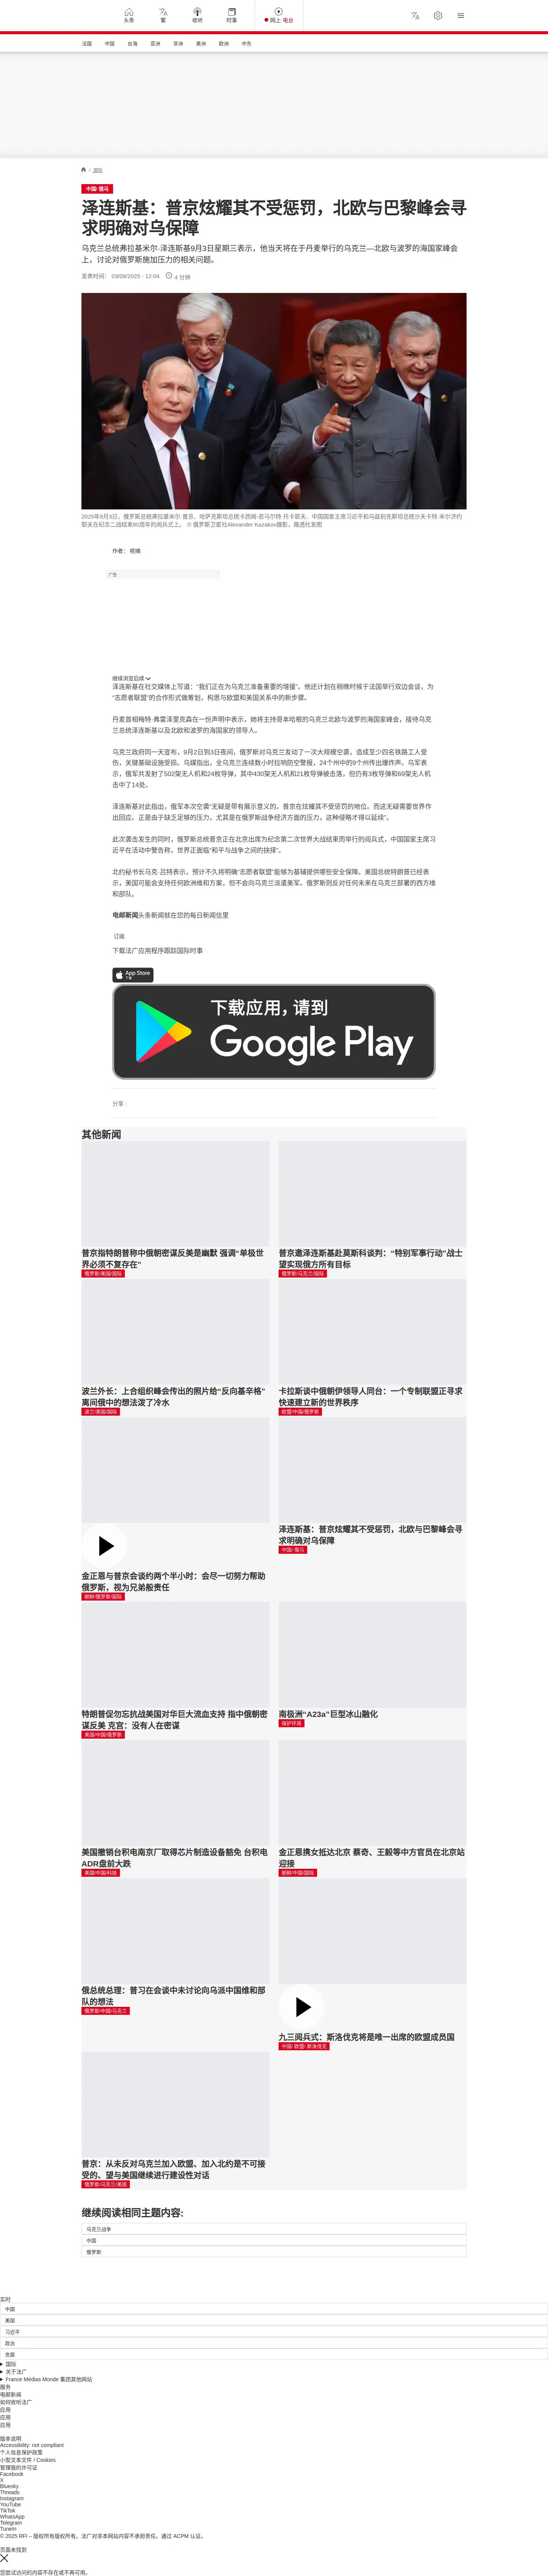 头条
繁
收听
时事
网上 电台
法国
中国
台海
亚洲
非洲
美洲
欧洲
中东
/ 国际
中国/ 俄乌
泽连斯基：普京炫耀其不受惩罚，北欧与巴黎峰会寻
求明确对乌保障
乌克兰总统弗拉基米尔·泽连斯基9月3日星期三表示，他当天将在于丹麦举行的乌克兰—北欧与波罗的海国家峰会
上，讨论对俄罗斯施加压力的相关问题。
发表时间： 03/09/2025 - 12:04
4 分钟
2025年9月3日，俄罗斯总统弗拉基米尔·普京、哈萨克斯坦总统卡西姆-若马尔特·托卡耶夫、中国国家主席习近平和乌兹别克斯坦总统沙夫卡特·米尔济约
耶夫在纪念二战结束80周年的阅兵式上。 © 俄罗斯卫星社Alexander Kazakov摄影，路透社发图
作者：
广告
继续浏览后续
泽连斯基在社交媒体上写道：“我们正在为乌克兰准备重要的增援”。他还计划在稍晚时候于法国举行双边会谈，为
“志愿者联盟”的合作形式做筹划，构思与欧盟和美国关系中的新步骤。
丹麦首相梅特·弗雷泽里克森在一份声明中表示，她将主持哥本哈根的乌克兰北欧与波罗的海国家峰会，接待乌克
兰总统泽连斯基以及北欧和波罗的海国家的领导人。
乌克兰政府同一天宣布，9月2日到3日夜间，俄罗斯对乌克兰发动了一次大规模空袭，造成至少四名铁路工人受
伤，关键基础设施受损。乌媒指出，全乌克兰连续数小时拉响防空警报，24个州中的9个州传出爆炸声。乌军表
示，俄军共发射了502架无人机和24枚导弹，其中430架无人机和21枚导弹被击落，但仍有3枚导弹和69架无人机
击中了14处。
泽连斯基对此指出，俄军本次空袭“无疑是带有展示意义的。普京在炫耀其不受惩罚的地位。而这无疑需要世界作
出回应。正是由于缺乏足够的压力，尤其是在俄罗斯战争经济方面的压力，这种侵略才得以延续”。
此次袭击发生的同时，俄罗斯总统普京正在北京出席为纪念第二次世界大战结束而举行的阅兵式，中国国家主席习
近平在活动中警告称，世界正面临“和平与战争之间的抉择”。
北约秘书长马克·吕特表示，预计不久将明确“志愿者联盟”能够为基辅提供哪些安全保障。美国总统特朗普已经表
示，美国可能会支持任何欧洲维和方案，但不会向乌克兰派遣美军。俄罗斯则反对任何未来在乌克兰部署的西方维
和部队。
电邮新闻头条新闻就在您的每日新闻信里
订阅
下载法广应用程序跟踪国际时事
App Store
下载
下载应用，请到
Google Play
分享 :
其他新闻
普京指特朗普称中俄朝密谋反美是幽默 强调“单极世
界必须不复存在”
俄罗斯/美国/国际
普京邀泽连斯基赴莫斯科谈判：“特别军事行动”战士
望实现俄方所有目标
俄罗斯/乌克兰/国际
波兰外长：上合组织峰会传出的照片给“反向基辛格”
离间俄中的想法泼了冷水
波兰/美国/国际
卡拉斯谈中俄朝伊领导人同台：一个专制联盟正寻求
快速建立新的世界秩序
欧盟/中国/俄罗斯
金正恩与普京会谈约两个半小时：会尽一切努力帮助
俄罗斯，视为兄弟般责任
朝鲜/俄罗斯/国际
泽连斯基：普京炫耀其不受惩罚，北欧与巴黎峰会寻
求明确对乌保障
中国/ 俄乌
特朗普促勿忘抗战美国对华巨大流血支持 指中俄朝密
谋反美 克宫：没有人在密谋
美国/中国/俄罗斯
南极洲“A23a”巨型冰山融化
保护环境
美国撤销台积电南京厂取得芯片制造设备豁免 台积电
ADR盘前大跌
美国/中国/科技
金正恩携女抵达北京 蔡奇、王毅等中方官员在北京站
迎接
朝鲜/中国/国际
俄总统总理：普习在会谈中未讨论向乌派中国维和部
队的想法
俄罗斯/中国/乌克兰
九三阅兵式：斯洛伐克将是唯一出席的欧盟成员国
中国/ 欧盟/ 斯洛伐克
普京：从未反对乌克兰加入欧盟、加入北约是不可接
受的、望与美国继续进行建设性对话
俄罗斯/乌克兰/美国
继续阅读相同主题内容:
乌克兰战争
中国
俄罗斯
实时
中国
美国
习近平
政治
贪腐
国际
关于法广
France Médias Monde 集团其他网站
服务
电邮新闻
如何收听法广
应用
应用
应用
版本说明
Accessibility: not compliant
个人信息保护政策
小型文本文件 / Cookies
管理我的许可证
Facebook
X
Bluesky
Threads
Instagram
YouTube
TikTok
WhatsApp
Telegram
TuneIn
© 2025 RFI – 版权所有版权所有。法广对非本网站内容不承担责任。通过 ACPM 认证。
页面未找到
您尝试访问的内容不存在或不再可用。